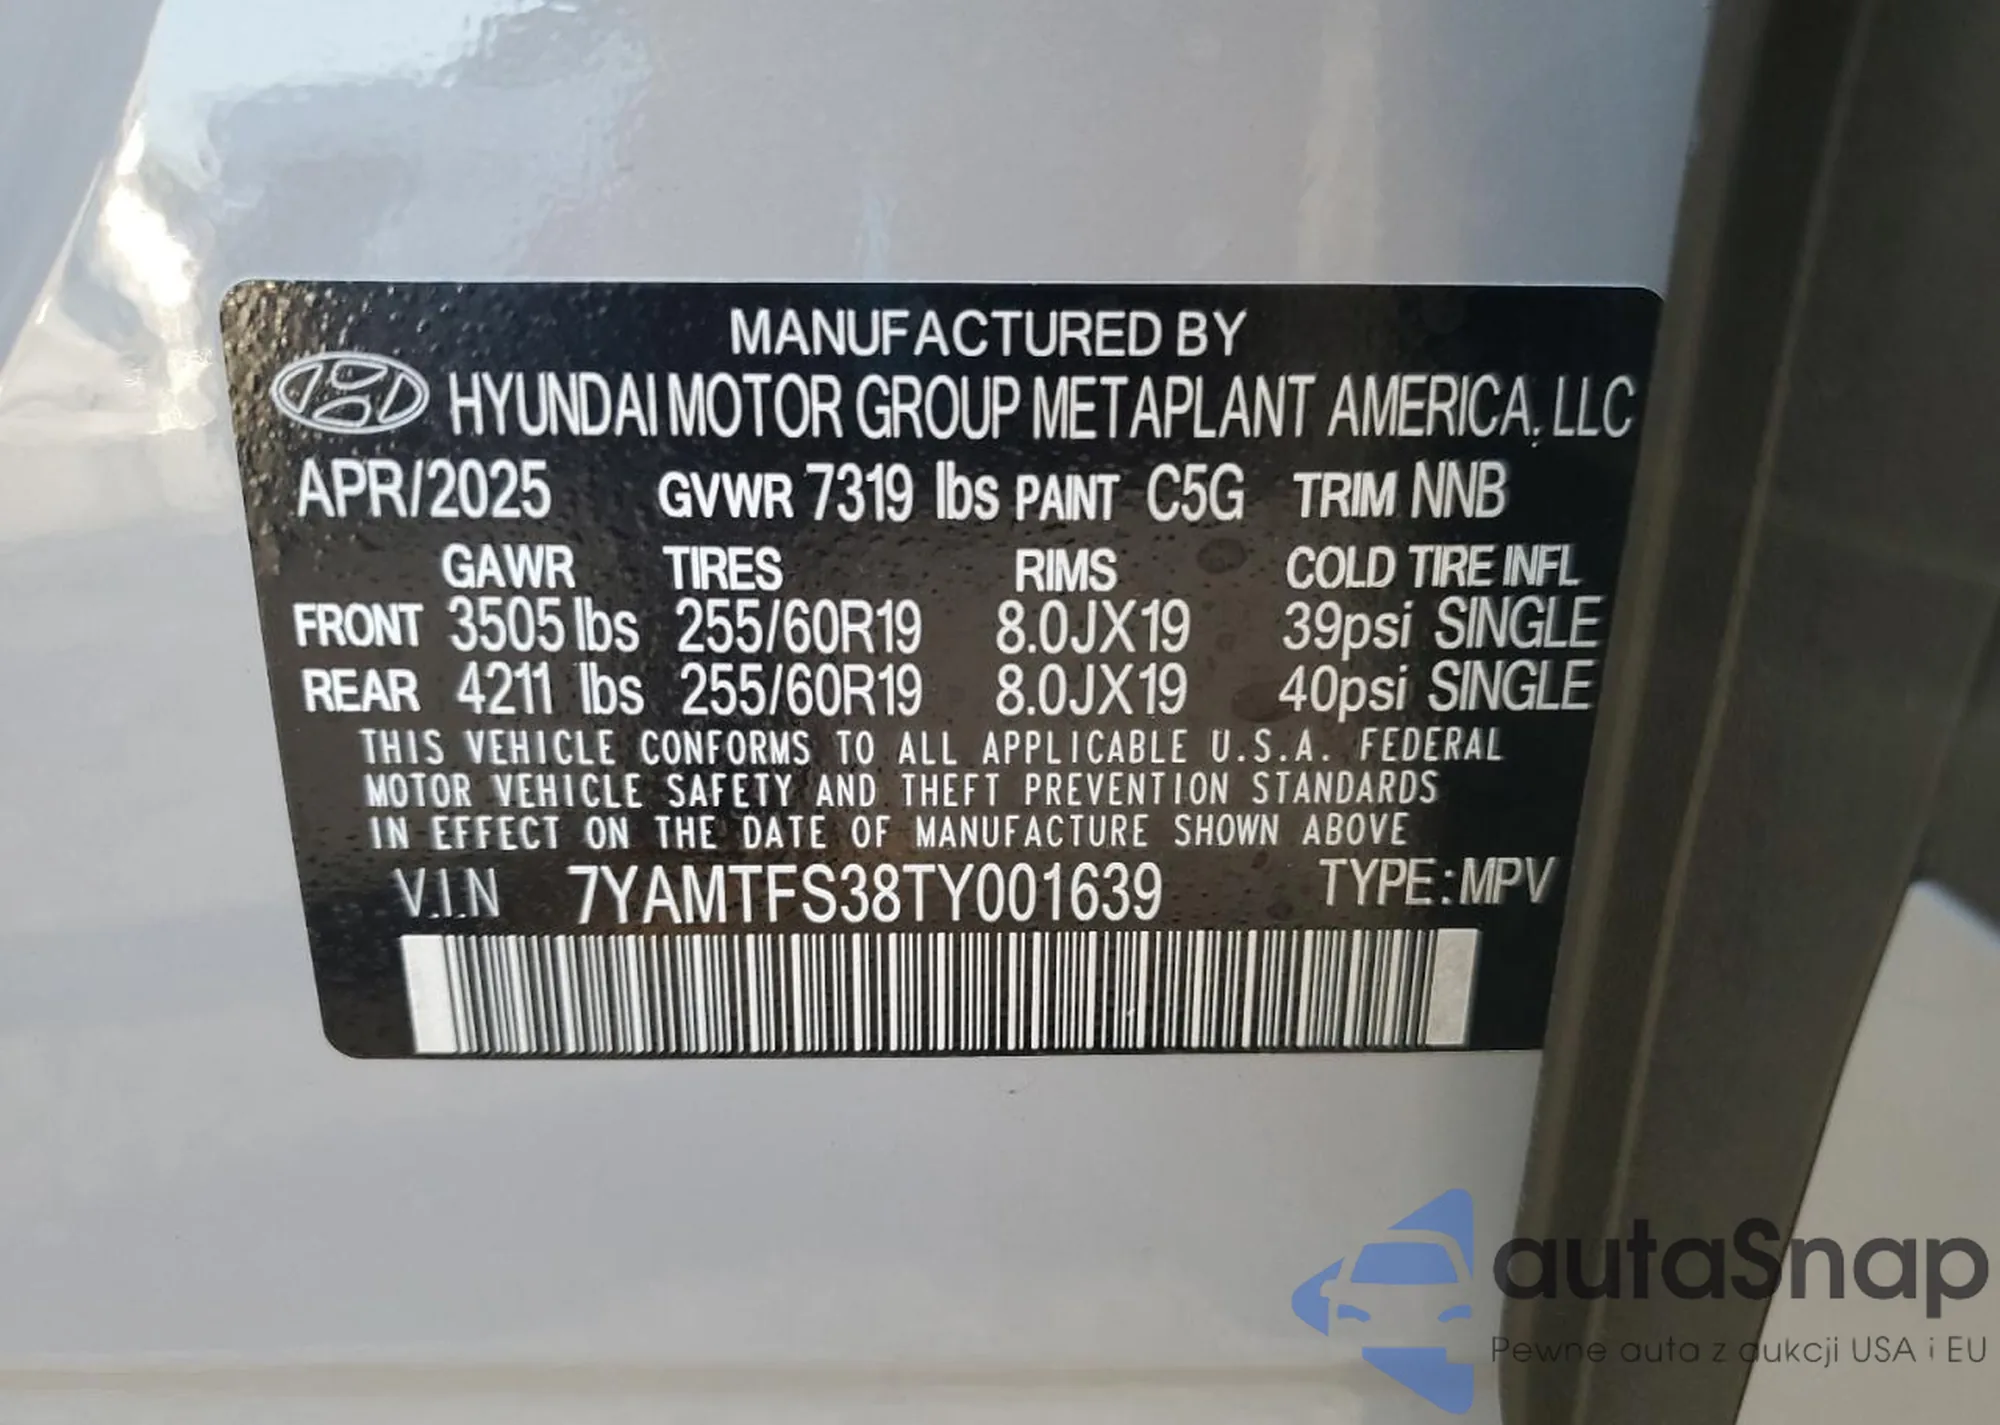 MANUFACTURED BY
HYUNDAI MOTOR GROUP METAPLANT AMERICA, LLC
APR/2025 GVWR 7319 lbs PAINT C5G TRIM NNB
GAWR TIRES RIMS COLD TIRE INFL
FRONT 3505 lbs 255/60R19 8.0JX19 39psi SINGLE
REAR 4211 lbs 255/60R19 8.0JX19 40psi SINGLE
THIS VEHICLE CONFORMS TO ALL APPLICABLE U.S.A. FEDERAL
MOTOR VEHICLE SAFETY AND THEFT PREVENTION STANDARDS
IN EFFECT ON THE DATE OF MANUFACTURE SHOWN ABOVE
V.I.N 7YAMTFS38TY001639 TYPE:MPV
autaSnap
Pewne auta z aukcji USA i EU